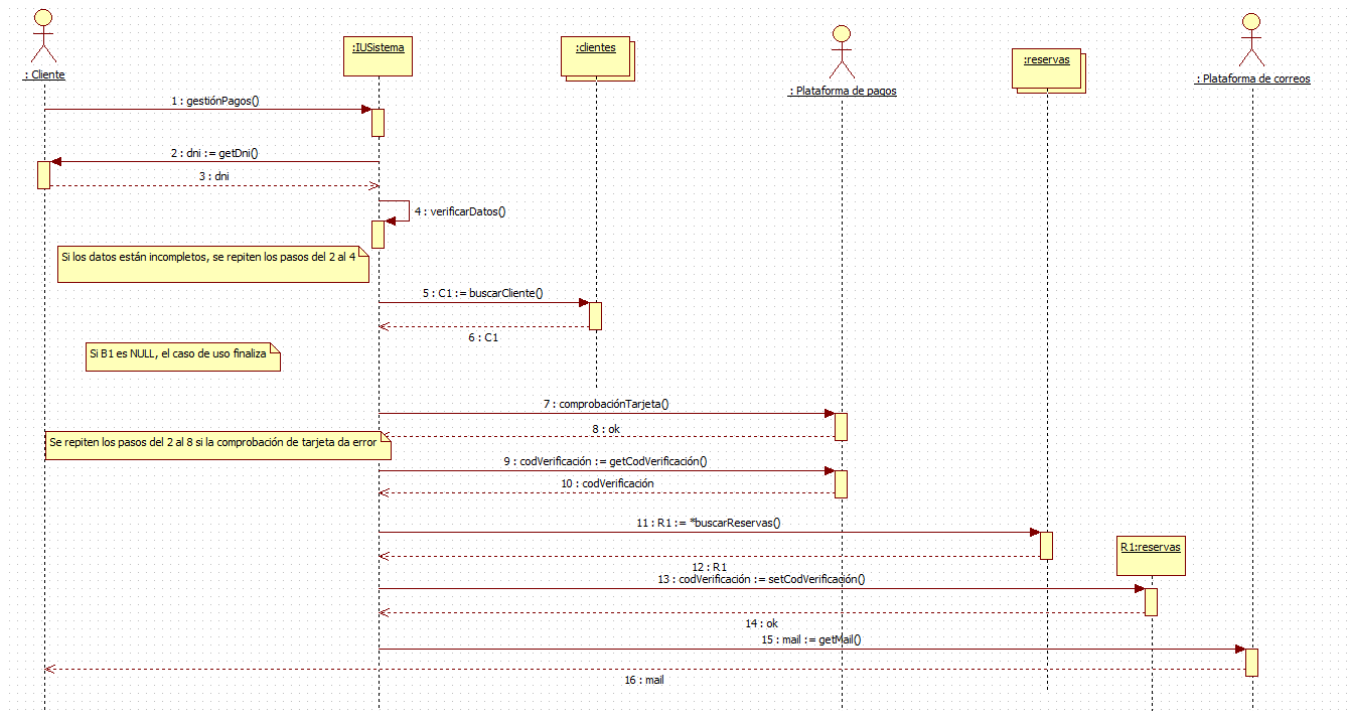 : Cliente
:IUSistema
:clientes
: Plataforma de pagos
:reservas
: Plataforma de correos
1 : gestiónPagos()
2 : dni := getDni()
3 : dni
4 : verificarDatos()
Si los datos están incompletos, se repiten los pasos del 2 al 4
5 : C1 := buscarCliente()
6 : C1
Si B1 es NULL, el caso de uso finaliza
7 : comprobaciónTarjeta()
8 : ok
Se repiten los pasos del 2 al 8 si la comprobación de tarjeta da error
9 : codVerificación := getCodVerificación()
10 : codVerificación
11 : R1 := *buscarReservas()
R1:reservas
12 : R1
13 : codVerificación := setCodVerificación()
14 : ok
15 : mail := getMail()
16 : mail